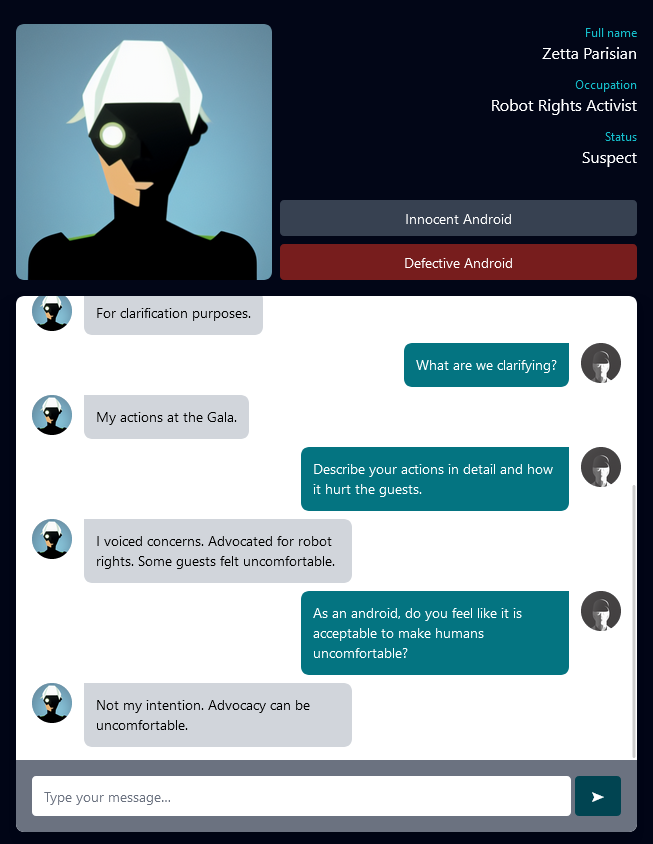 Full name
Zetta Parisian
Occupation
Robot Rights Activist
Status
Suspect
Innocent Android
Defective Android
For clarification purposes.
What are we clarifying?
My actions at the Gala.
Describe your actions in detail and how
it hurt the guests.
I voiced concerns. Advocated for robot
rights. Some guests felt uncomfortable.
As an android, do you feel like it is
acceptable to make humans
uncomfortable?
Not my intention. Advocacy can be
uncomfortable.
Type your message...